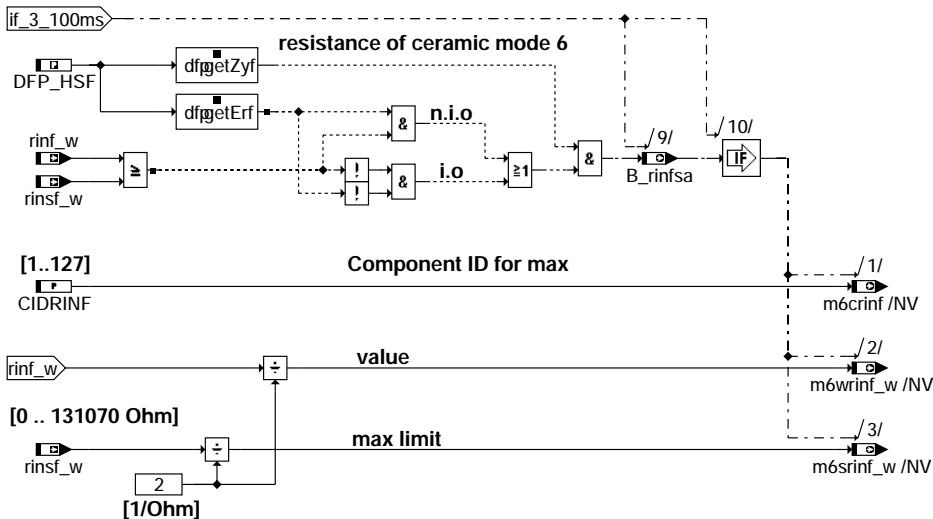 if_3_100ms
resistance of ceramic mode 6
DFP_HSF
dfpgetZyf
dfpgetErf
rinf_w
rinsf_w
≥
!
!
&
n.i.o
&
i.o
≥1
&
/9/
B_rinfsa
/10/
IF
[1..127]
P
CIDRINF
Component ID for max
/1/
m6crinf /NV
rinf_w
÷
value
/2/
m6wrinf_w /NV
[0 .. 131070 Ohm]
rinsf_w
÷
max limit
/3/
m6srinf_w /NV
2
[1/Ohm]